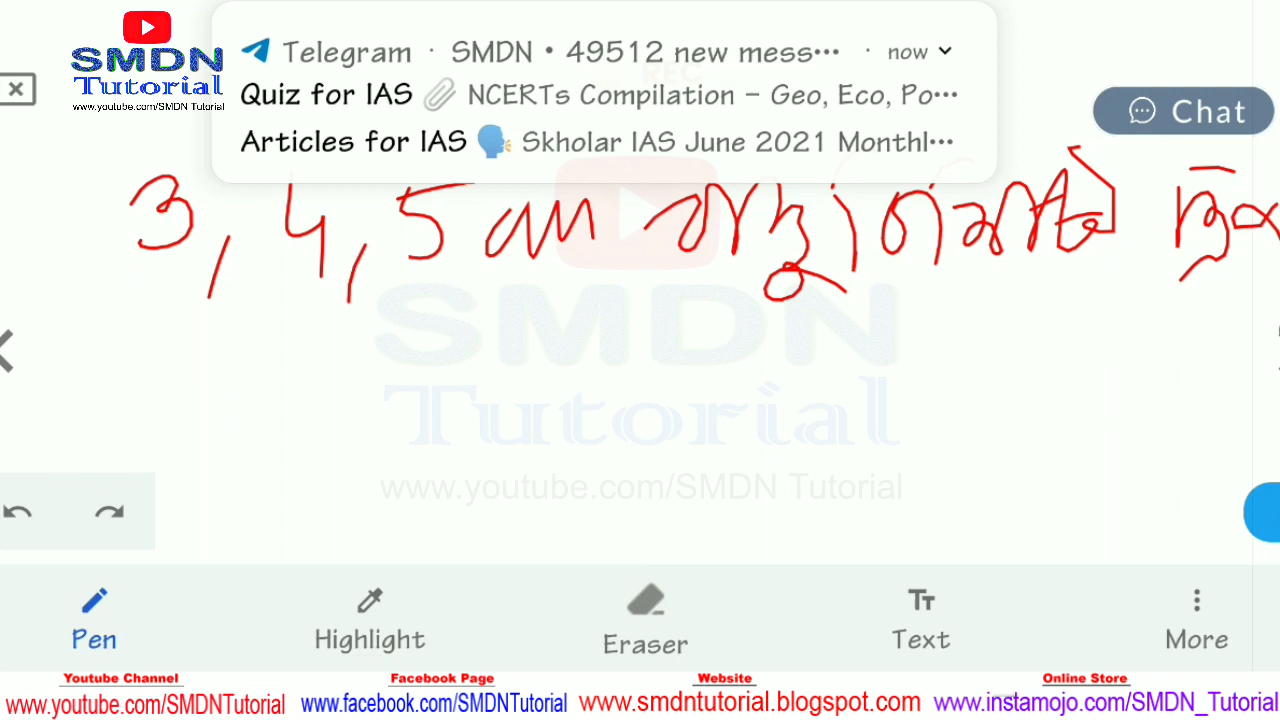 SMDN
Tutorial
www.youtube.com/SMDN Tutorial
Telegram · SMDN • 49512 new mess··· · now
Quiz for IAS NCERTs Compilation – Geo, Eco, Po···
Articles for IAS 🗣 Skholar IAS June 2021 Monthl···
REC
Chat
3, 4, 5
SMDN
Tutorial
www.youtube.com/SMDN Tutorial
Pen Highlight Eraser Text More
Youtube Channel Facebook Page Website Online Store
www.youtube.com/SMDNTutorial www.facebook.com/SMDNTutorial www.smdntutorial.blogspot.com www.instamojo.com/SMDN_Tutorial